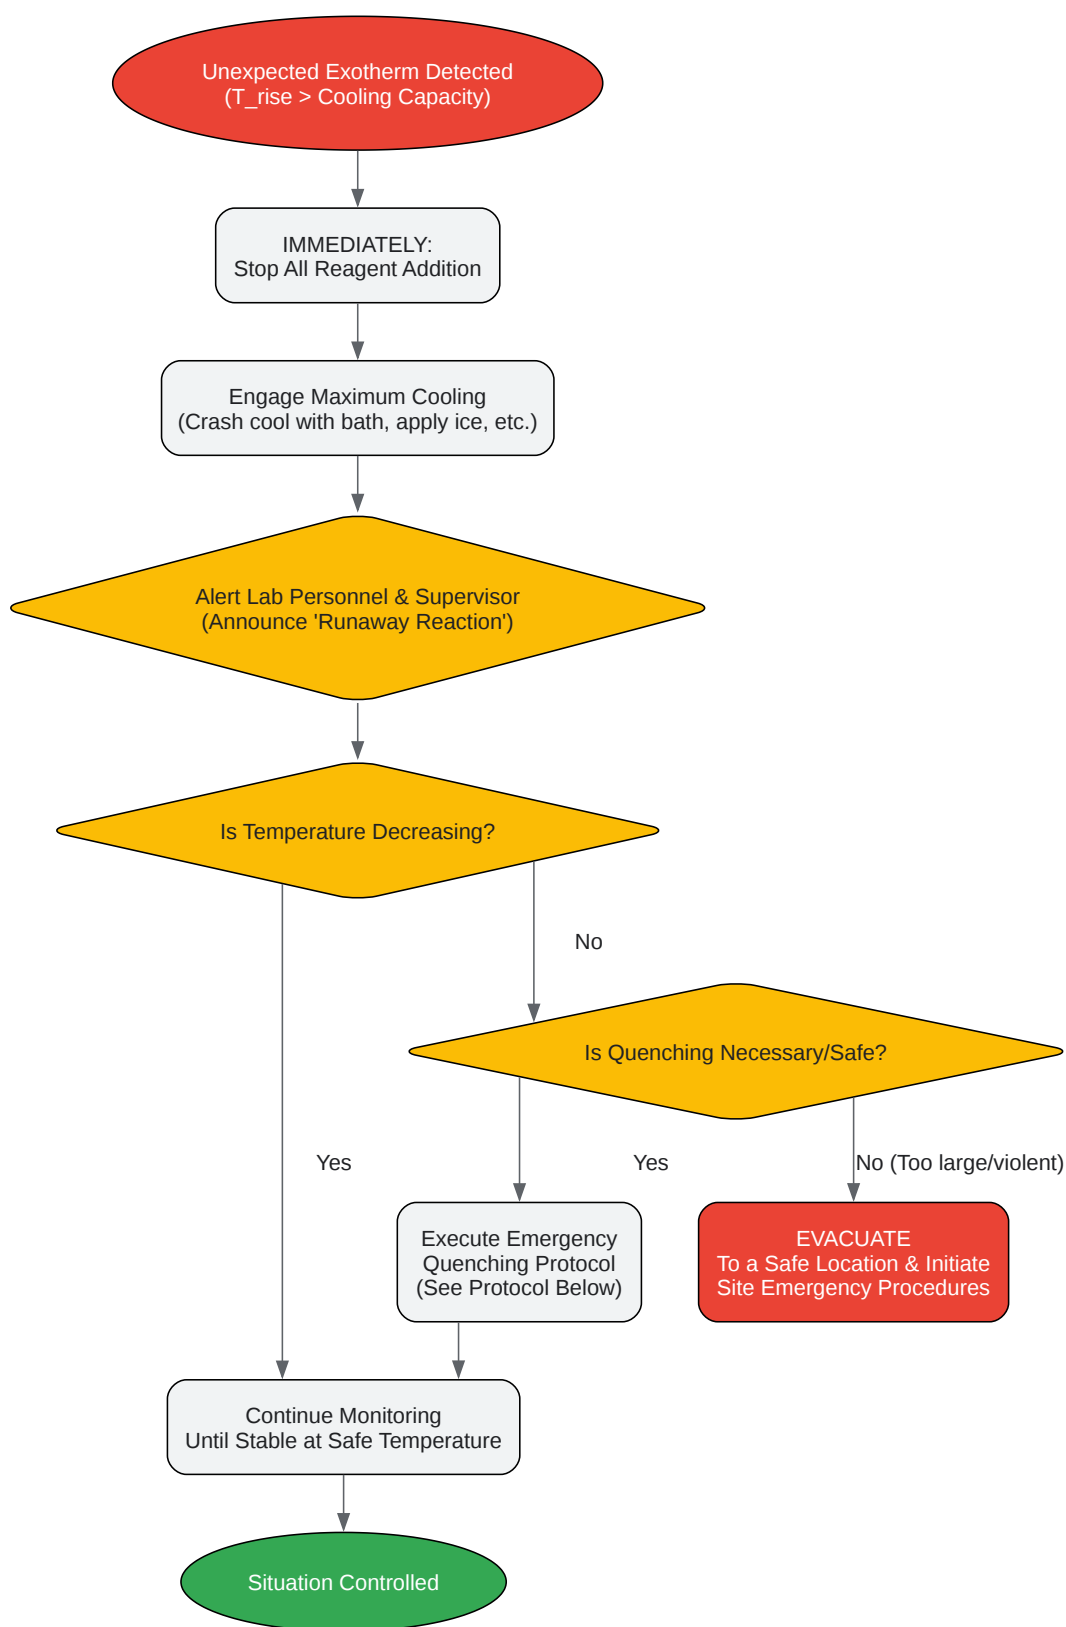 Unexpected Exotherm Detected
(T_rise > Cooling Capacity)
IMMEDIATELY:
Stop All Reagent Addition
Engage Maximum Cooling
(Crash cool with bath, apply ice, etc.)
Alert Lab Personnel & Supervisor
(Announce 'Runaway Reaction')
Is Temperature Decreasing?
No
Is Quenching Necessary/Safe?
Yes
Yes
No (Too large/violent)
Execute Emergency
Quenching Protocol
(See Protocol Below)
EVACUATE
To a Safe Location & Initiate
Site Emergency Procedures
Continue Monitoring
Until Stable at Safe Temperature
Situation Controlled